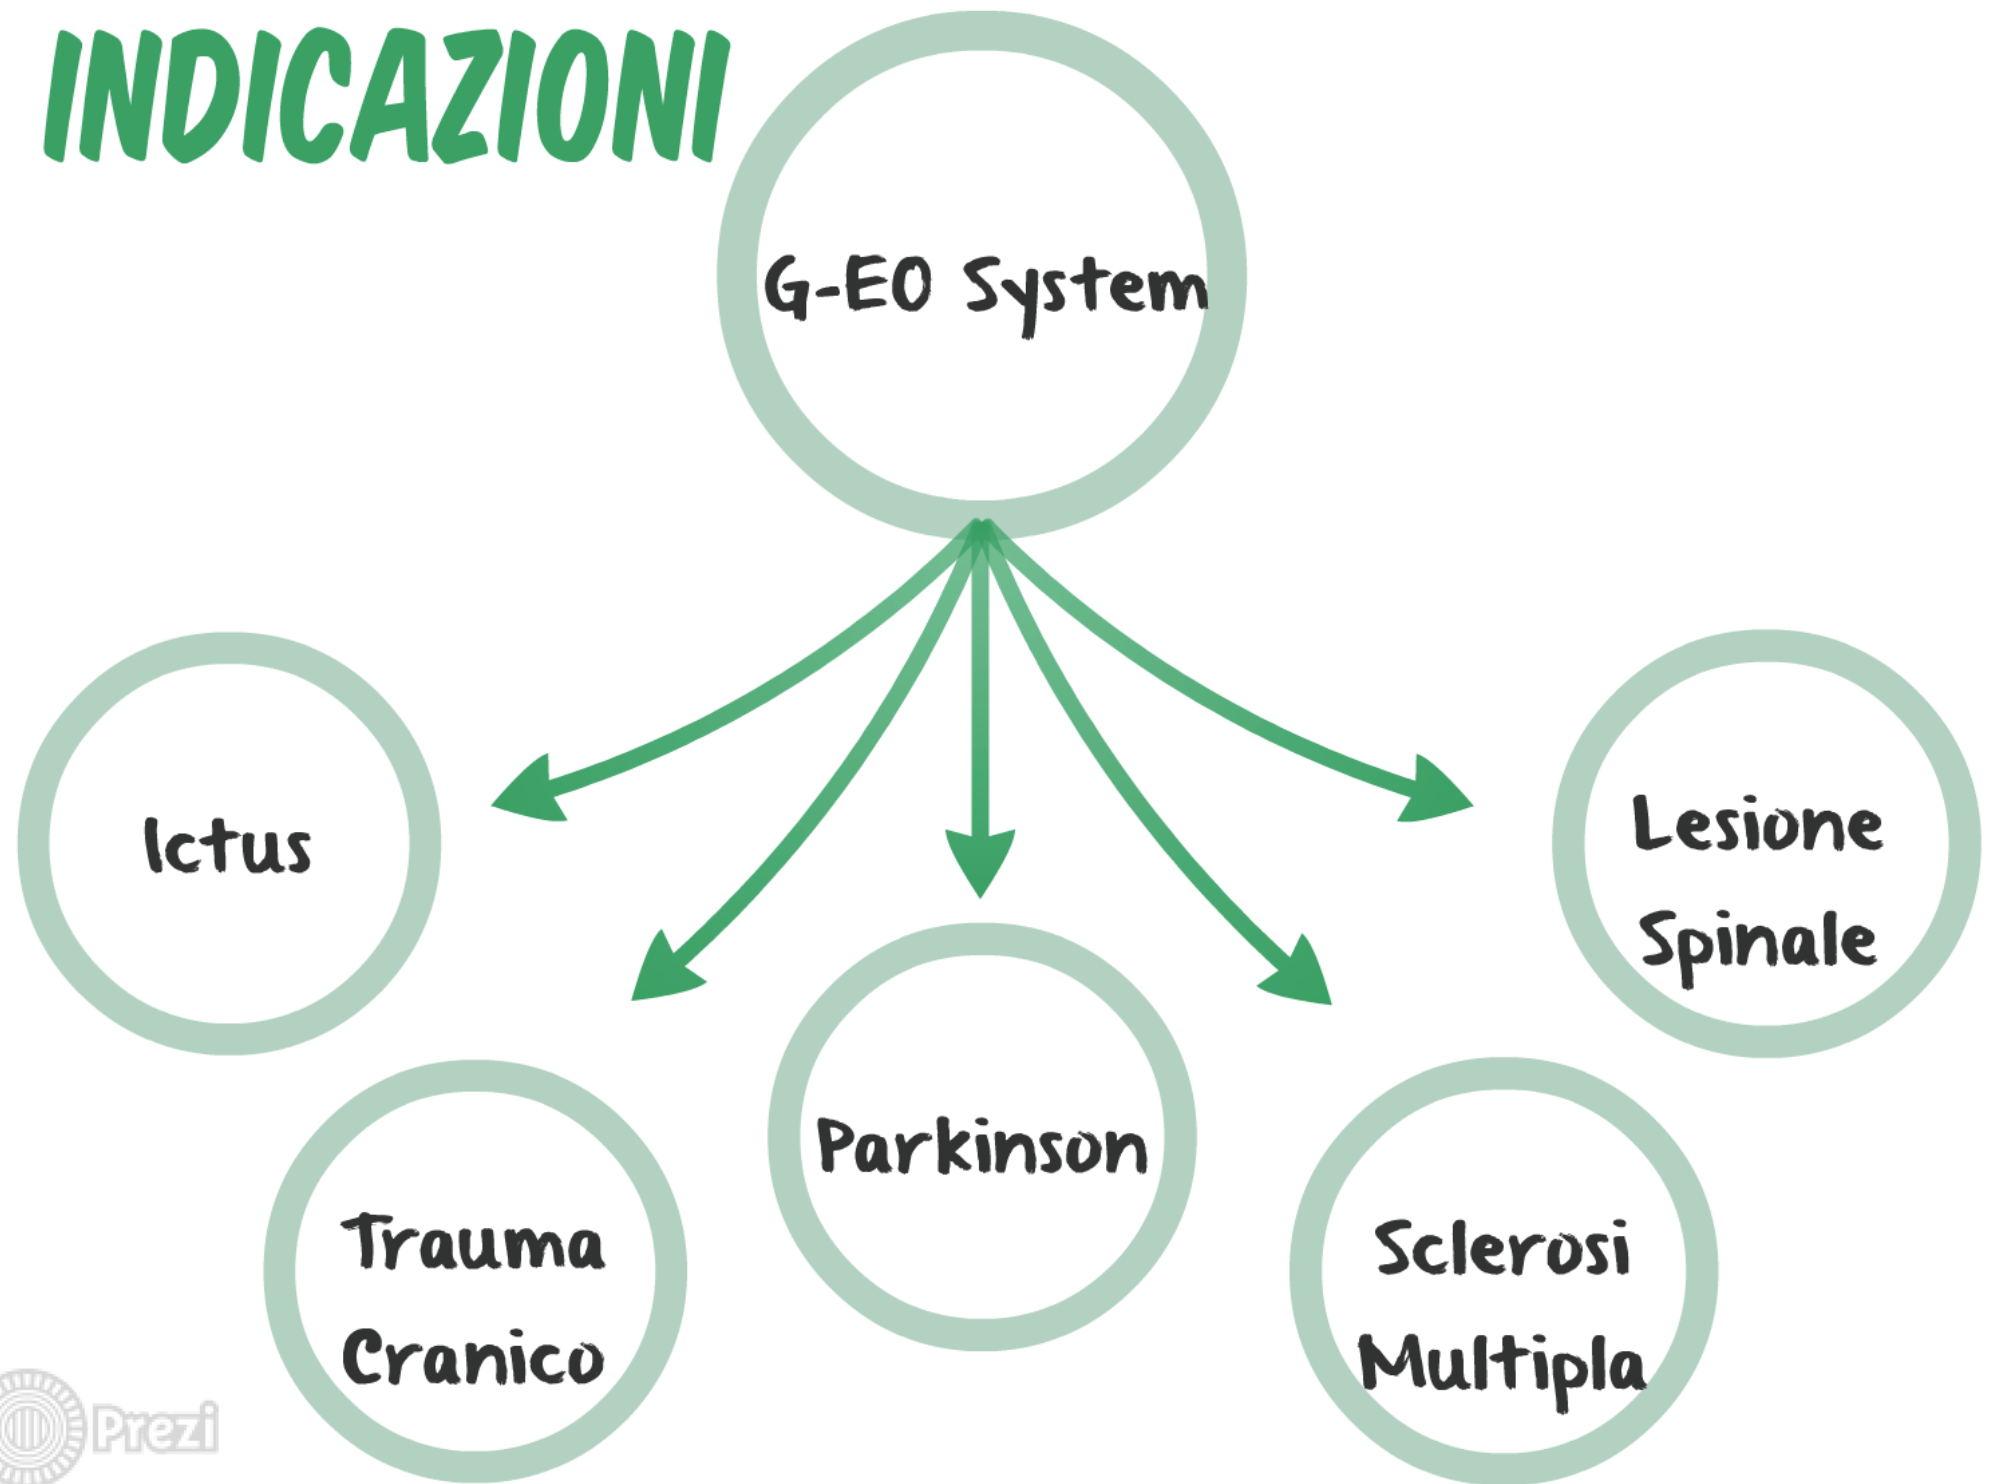 INDICAZIONI
G-EO System
Ictus
Lesione
Spinale
Parkinson
Trauma
Cranico
Sclerosi
Multipla
Prezi